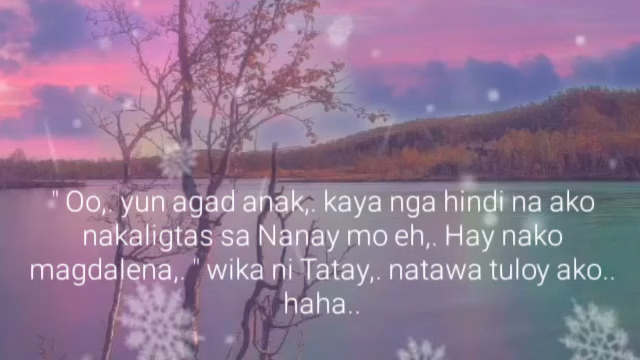 " Oo,. yun agad anak,. kaya nga hindi na ako
nakaligtas sa Nanay mo eh,. Hay nako
magdalena,. " wika ni Tatay,. natawa tuloy ako..
haha..